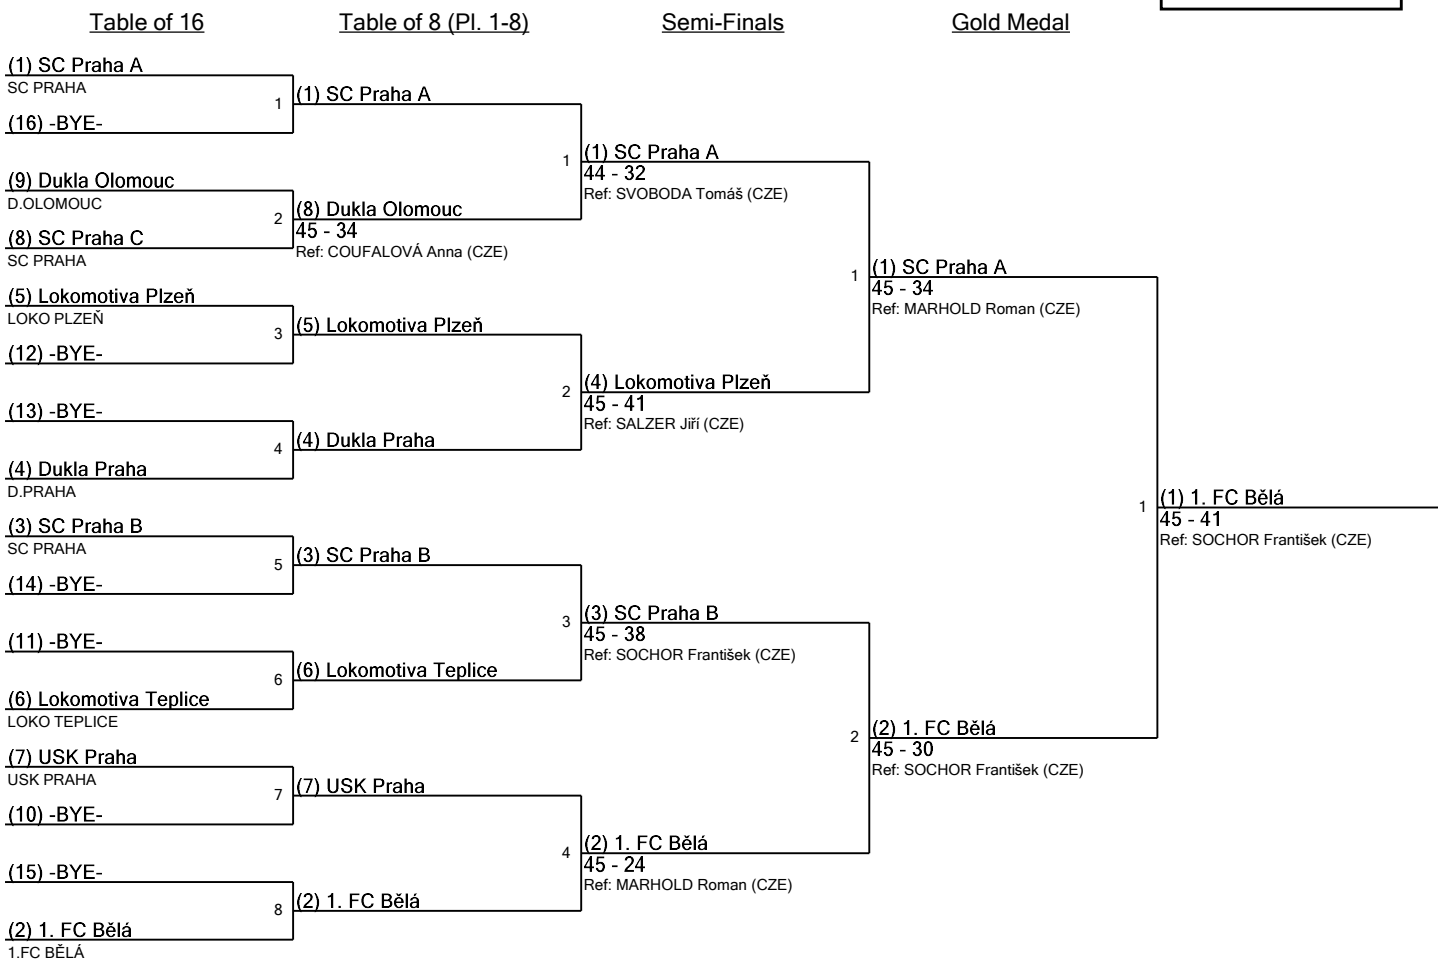 Table of 16
Table of 8 (Pl. 1-8)
Semi-Finals
Gold Medal
(1) SC Praha A
SC PRAHA
(16) -BYE-
(9) Dukla Olomouc
D.OLOMOUC
(8) SC Praha C
SC PRAHA
(5) Lokomotiva Plzeň
LOKO PLZEŇ
(12) -BYE-
(13) -BYE-
(4) Dukla Praha
D.PRAHA
(3) SC Praha B
SC PRAHA
(14) -BYE-
(11) -BYE-
(6) Lokomotiva Teplice
LOKO TEPLICE
(7) USK Praha
USK PRAHA
(10) -BYE-
(15) -BYE-
(2) 1. FC Bělá
1.FC BĚLÁ
1
(1) SC Praha A
2
(8) Dukla Olomouc
45 - 34
Ref: COUFALOVÁ Anna (CZE)
3
(5) Lokomotiva Plzeň
4
(4) Dukla Praha
5
(3) SC Praha B
6
(6) Lokomotiva Teplice
7
(7) USK Praha
8
(2) 1. FC Bělá
1
(1) SC Praha A
44 - 32
Ref: SVOBODA Tomáš (CZE)
2
(4) Lokomotiva Plzeň
45 - 41
Ref: SALZER Jiří (CZE)
3
(3) SC Praha B
45 - 38
Ref: SOCHOR František (CZE)
4
(2) 1. FC Bělá
45 - 24
Ref: MARHOLD Roman (CZE)
1
(1) SC Praha A
45 - 34
Ref: MARHOLD Roman (CZE)
2
(2) 1. FC Bělá
45 - 30
Ref: SOCHOR František (CZE)
1
(1) 1. FC Bělá
45 - 41
Ref: SOCHOR František (CZE)